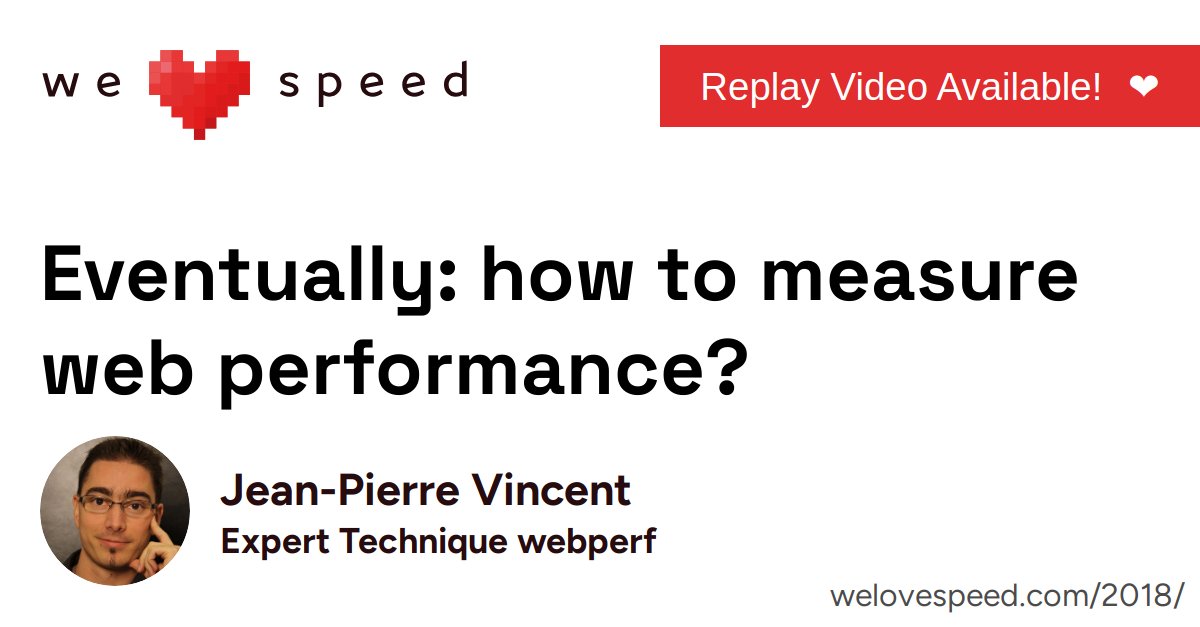 we ❤ speed
Replay Video Available! ❤
Eventually: how to measure
web performance?
Jean-Pierre Vincent
Expert Technique webperf
welovespeed.com/2018/